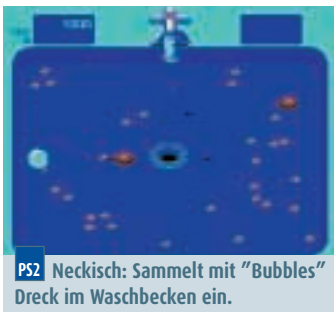 PS2 Neckisch: Sammelt mit ”Bubbles”
Dreck im Waschbecken ein.